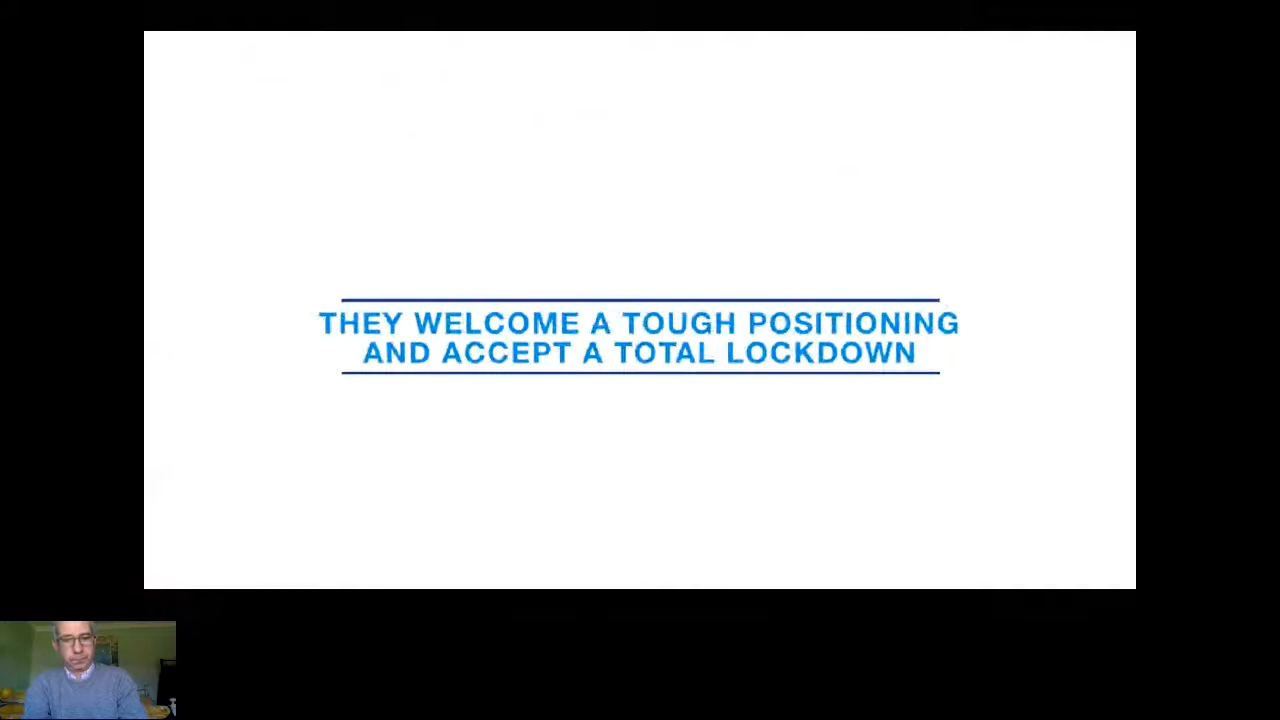 THEY WELCOME A TOUGH POSITIONING
AND ACCEPT A TOTAL LOCKDOWN